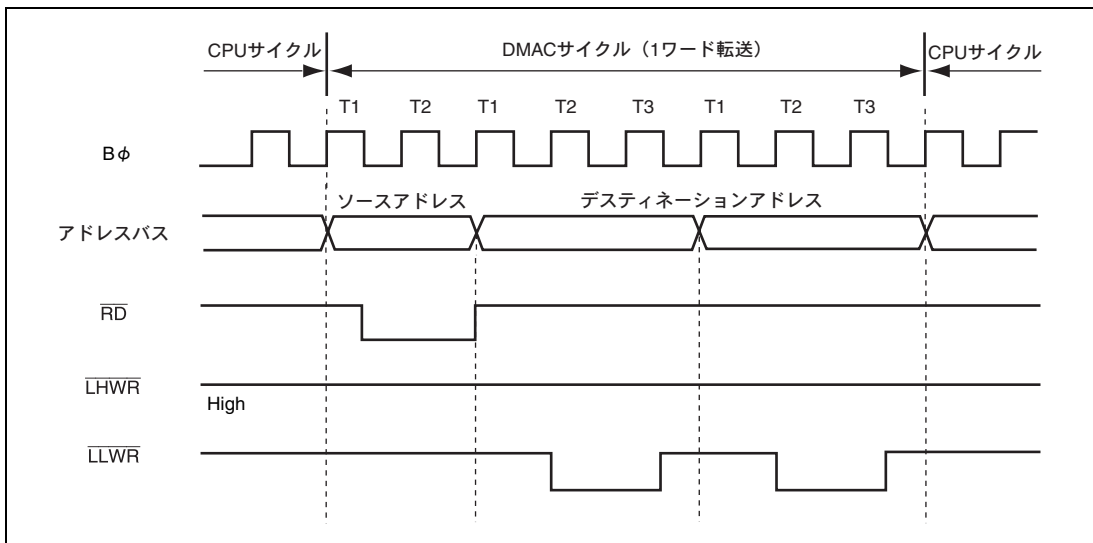 CPUサイクル DMACサイクル（1ワード転送） CPUサイクル
T1 T2 T1 T2 T3 T1 T2 T3
Bφ
ソースアドレス デスティネーションアドレス
アドレスバス
RD
LHWR
High
LLWR